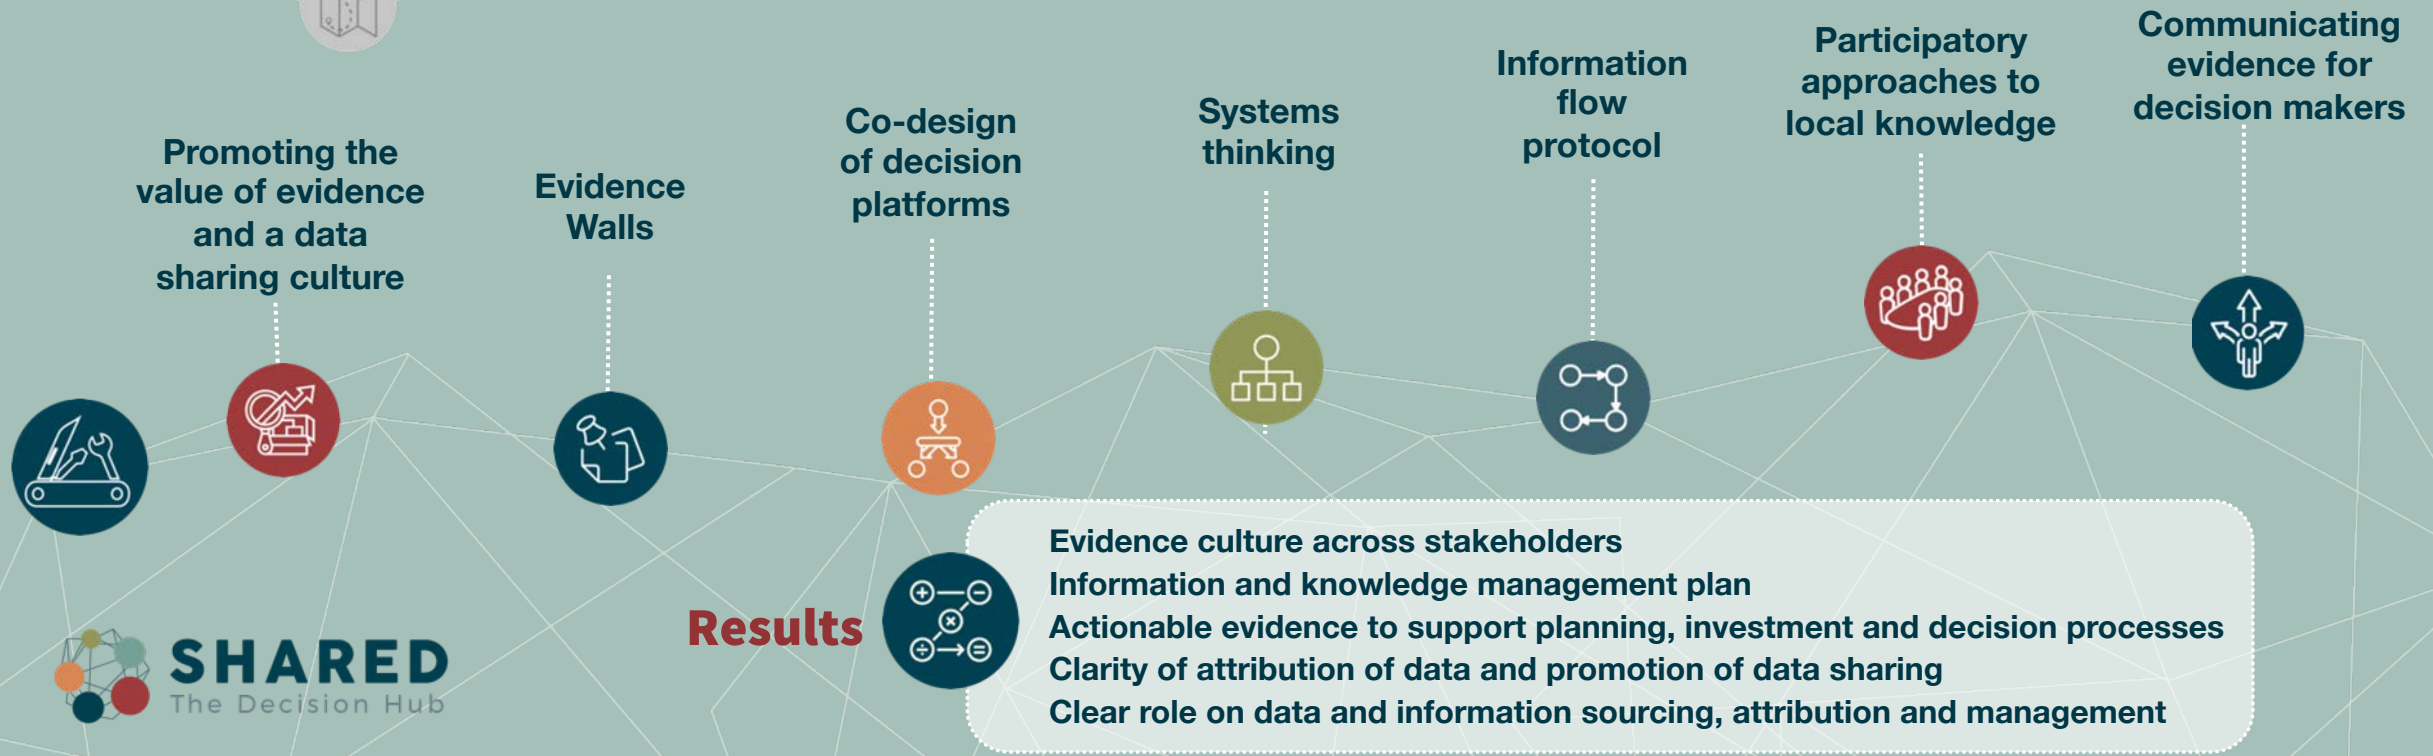 Promoting the
value of evidence
and a data
sharing culture
Evidence
Walls
Co-design
of decision
platforms
Systems
thinking
Information
flow
protocol
Participatory
approaches to
local knowledge
Communicating
evidence for
decision makers
Results
Evidence culture across stakeholders
Information and knowledge management plan
Actionable evidence to support planning, investment and decision processes
Clarity of attribution of data and promotion of data sharing
Clear role on data and information sourcing, attribution and management
SHARED
The Decision Hub